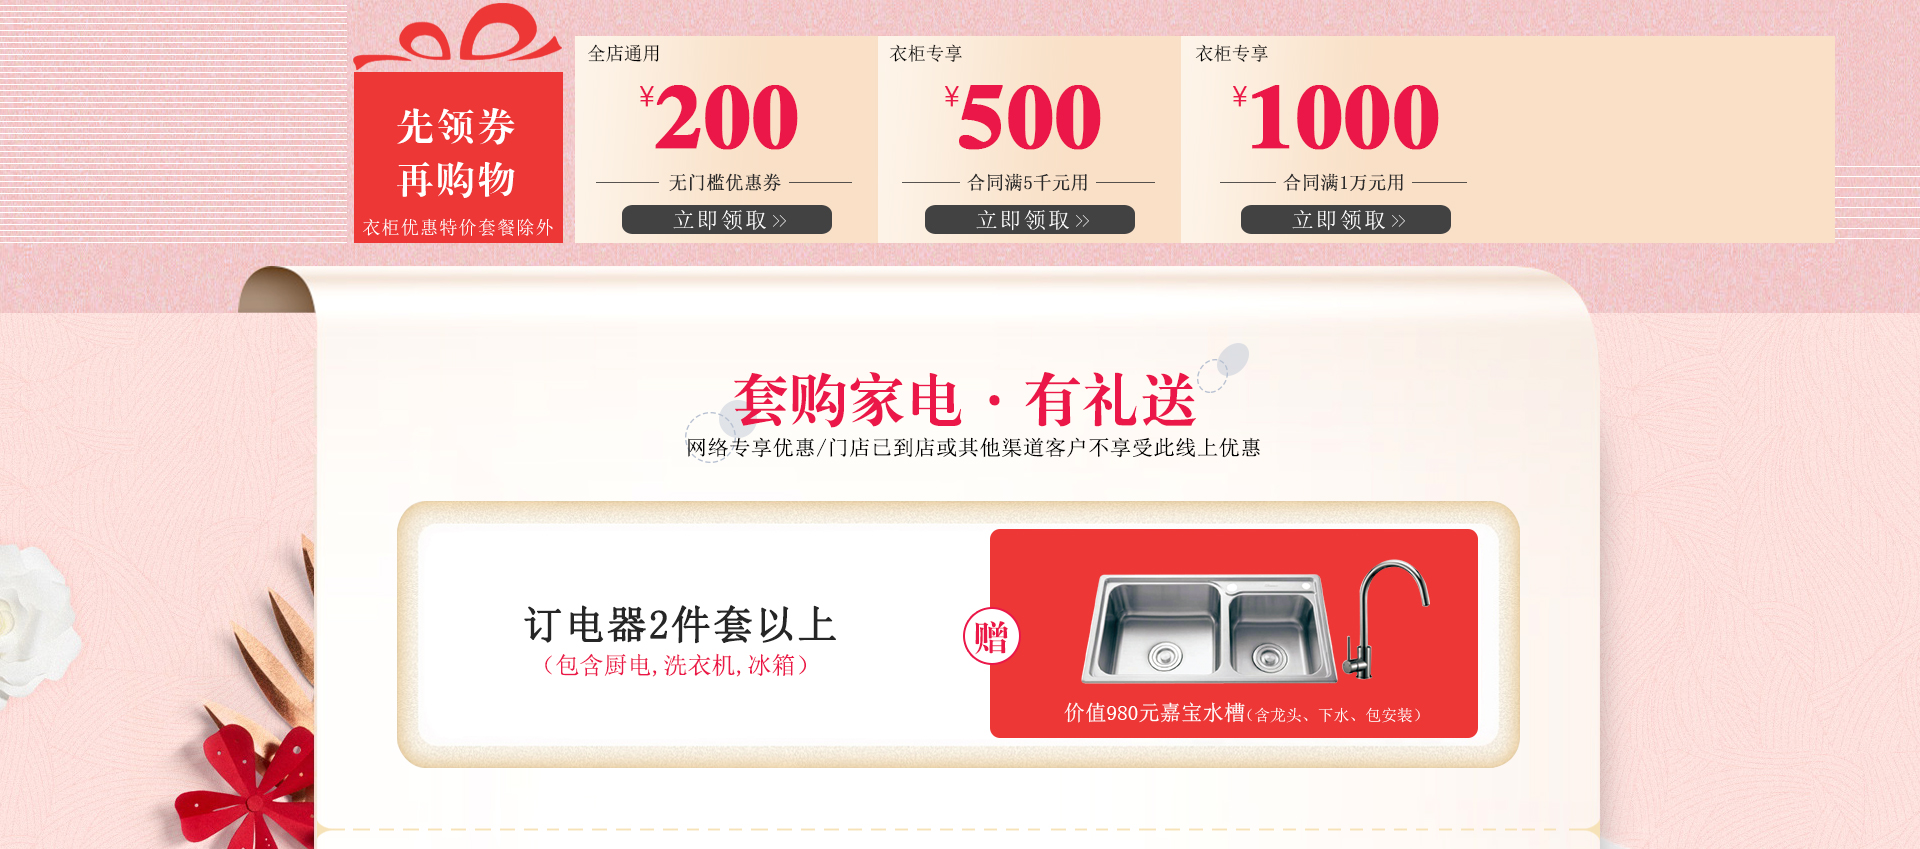 先领券
再购物
衣柜优惠特价套餐除外
全店通用
¥200
无门槛优惠券
立即领取
衣柜专享
¥500
合同满5千元用
立即领取
衣柜专享
¥1000
合同满1万元用
立即领取
套购家电·有礼送
网络专享优惠/门店已到店或其他渠道客户不享受此线上优惠
订电器2件套以上
（包含厨电,洗衣机,冰箱）
赠
价值980元嘉宝水槽（含龙头、下水、包安装）